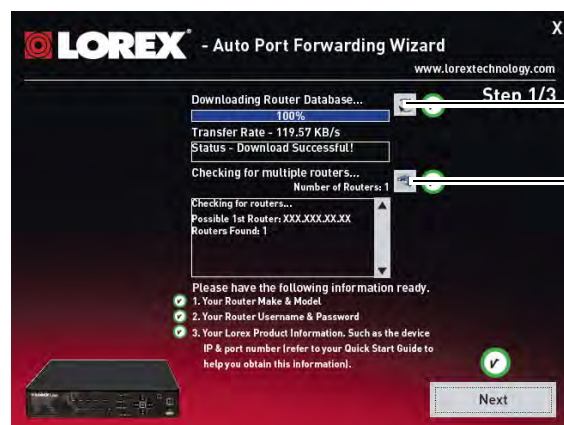 X
LOREX® - Auto Port Forwarding Wizard
www.lorextechnology.com
Step 1/3
Downloading Router Database...
100%
Transfer Rate - 119.57 KB/s
Status - Download Successful!
Checking for multiple routers...
Number of Routers: 1
Checking for routers...
Possible 1st Router: XXX.XXX.XX.XX
Routers Found: 1
Please have the following information ready.
1. Your Router Make & Model
2. Your Router Username & Password
3. Your Lorex Product Information. Such as the device
IP & port number (refer to your Quick Start Guide to
help you obtain this information).
LOREX
Next